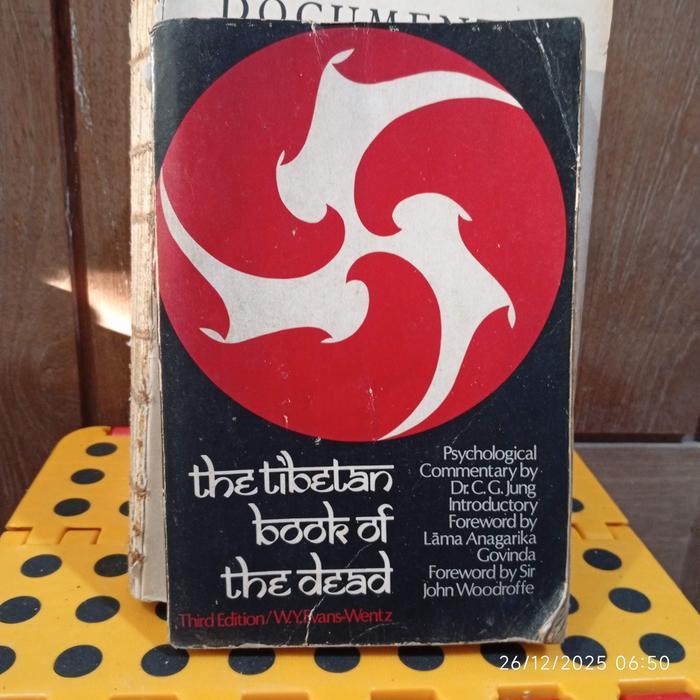 DOCUMENT
the tibetan
book of
the dead
Third Edition/W.Y.Evans-Wentz
Psychological
Commentary by
Dr. C. G. Jung
Introductory
Foreword by
Lāma Anagarika
Govinda
Foreword by Sir
John Woodroffe
26/12/2025 06:50